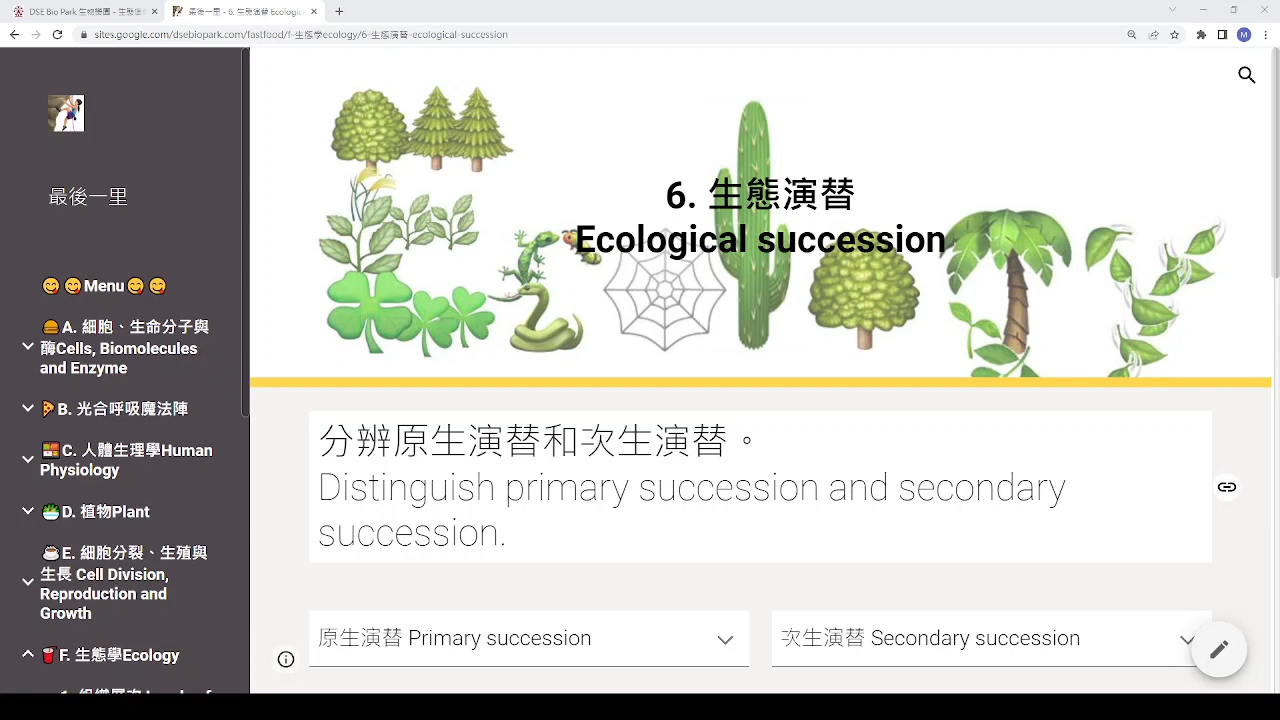 DSE Bio Park 生物樂園 - 生態
最後一里 - 6. 生態演替 Ecologic
sites.google.com/dsebiopark.com/fastfood/f-生態學ecology/6-生態演替-ecological-succession
M
最後一里
😋 😋 Menu😋 😋
🍔A. 細胞、生命分子與
酶Cells, Biomolecules
and Enzyme
🍕B. 光合呼吸魔法陣
🍱C. 人體生理學Human
Physiology
🥗D. 植物Plant
☕E. 細胞分裂、生殖與
生長 Cell Division,
Reproduction and
Growth
🥤F. 生態學Ecology
6. 生態演替
Ecological succession
分辨原生演替和次生演替。
Distinguish primary succession and secondary
succession.
原生演替 Primary succession
次生演替 Secondary succession